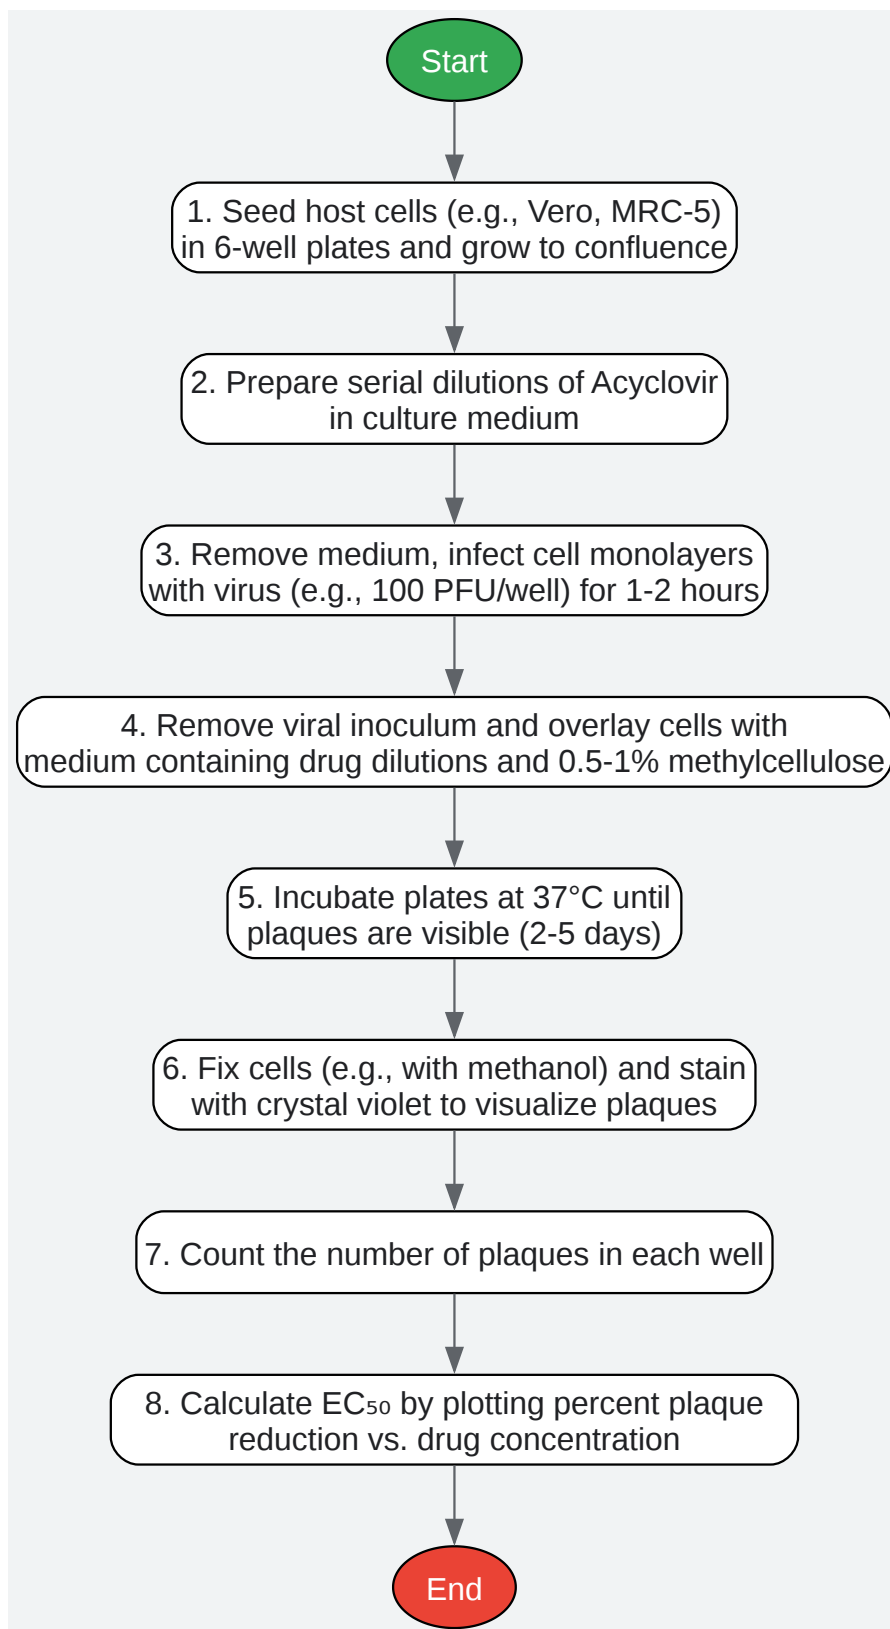 Start
1. Seed host cells (e.g., Vero, MRC-5)
in 6-well plates and grow to confluence
2. Prepare serial dilutions of Acyclovir
in culture medium
3. Remove medium, infect cell monolayers
with virus (e.g., 100 PFU/well) for 1-2 hours
4. Remove viral inoculum and overlay cells with
medium containing drug dilutions and 0.5-1% methylcellulose
5. Incubate plates at 37°C until
plaques are visible (2-5 days)
6. Fix cells (e.g., with methanol) and stain
with crystal violet to visualize plaques
7. Count the number of plaques in each well
8. Calculate EC₅₀ by plotting percent plaque
reduction vs. drug concentration
End